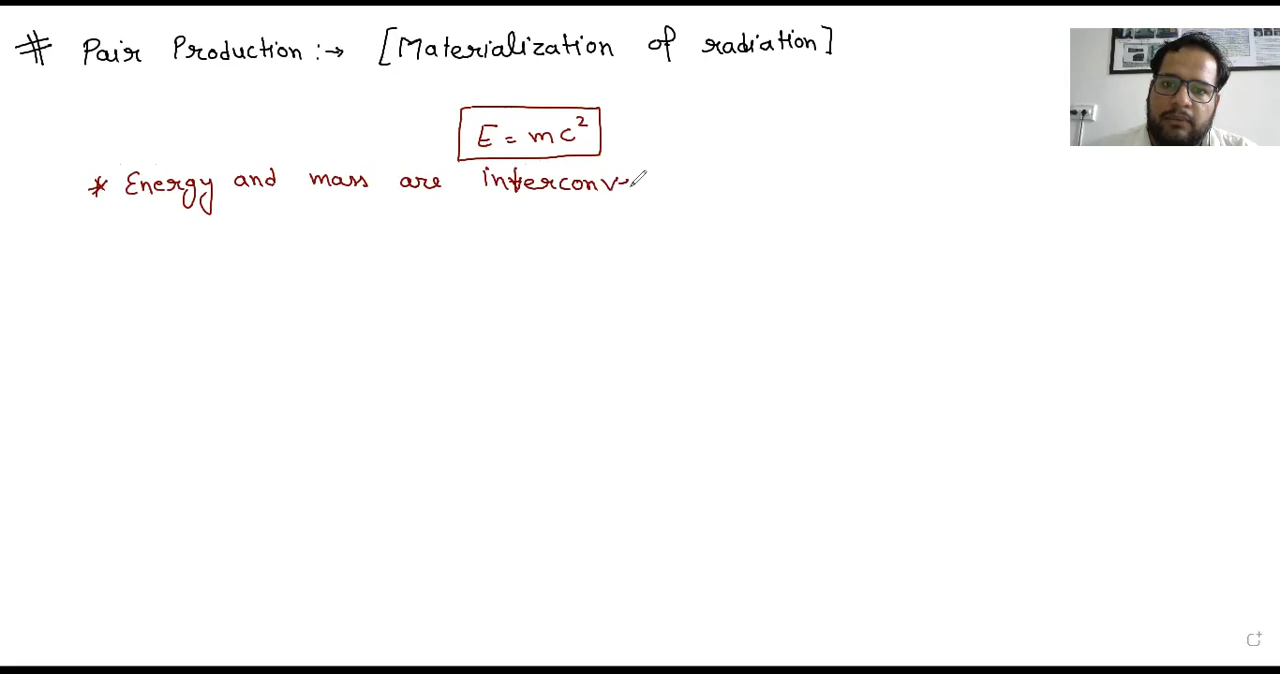 # Pair Production :→ [Materialization of radiation]
E = mc²
* Energy and mass are interconv